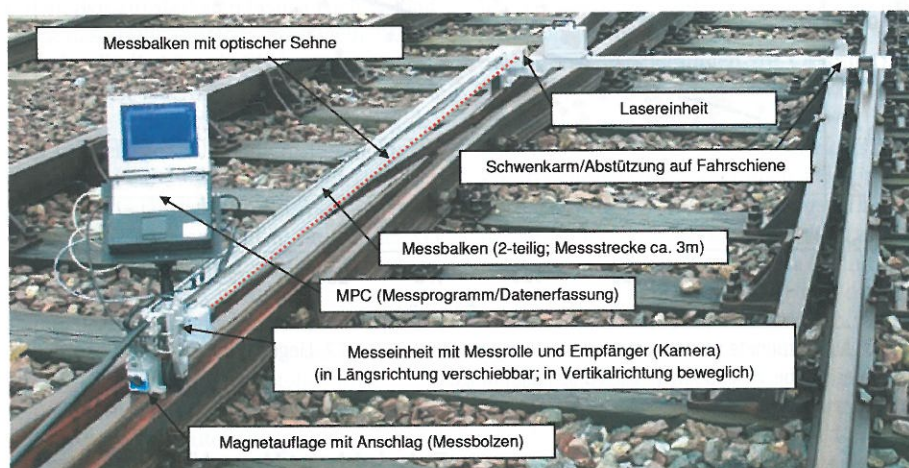 Messbalken mit optischer Sehne
Lasereinheit
Schwenkarm/Abstützung auf Fahrschiene
Messbalken (2-teilig; Messstrecke ca. 3m)
MPC (Messprogramm/Datenerfassung)
Messeinheit mit Messrolle und Empfänger (Kamera)
(in Längsrichtung verschiebbar; in Vertikalrichtung beweglich)
Magnetauflage mit Anschlag (Messbolzen)